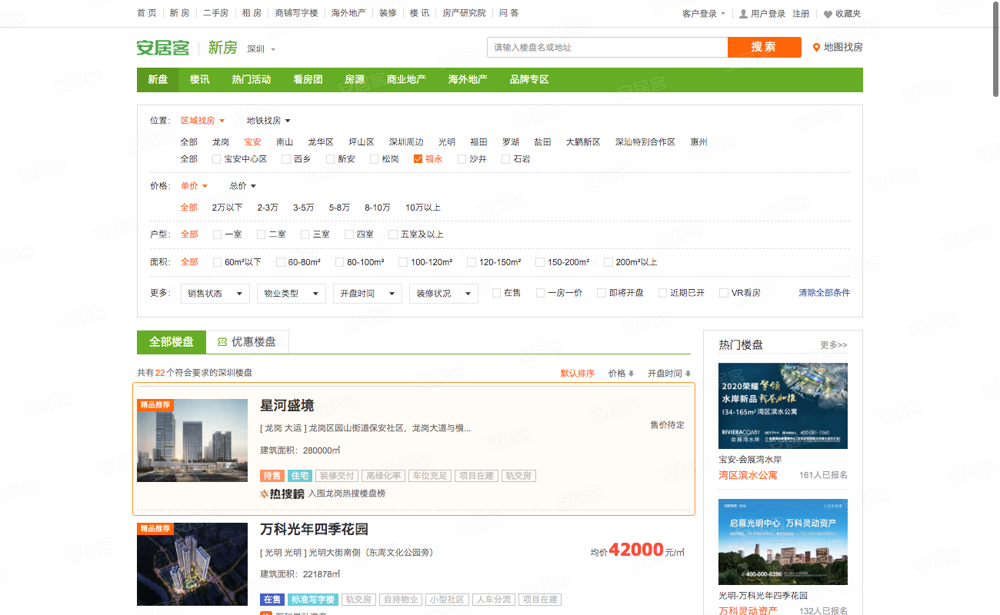 首 页 新 房 二手房 租 房 商铺写字楼 海外地产 装修 楼 讯 房产研究院 问 答 客户登录 用户登录 注册 收藏夹
安居客 新房 深圳 请输入楼盘名或地址 搜 索 地图找房
新盘 楼讯 热门活动 看房团 房源 商业地产 海外地产 品牌专区
位置： 区域找房 地铁找房
全部 龙岗 宝安 南山 龙华区 坪山区 深圳周边 光明 福田 罗湖 盐田 大鹏新区 深汕特别合作区 惠州
全部 宝安中心区 西乡 新安 松岗 福永 沙井 石岩
价格： 单价 总价
全部 2万以下 2-3万 3-5万 5-8万 8-10万 10万以上
户型： 全部 一室 二室 三室 四室 五室及以上
面积： 全部 60m²以下 60-80m² 80-100m² 100-120m² 120-150m² 150-200m² 200m²以上
更多： 销售状态 物业类型 开盘时间 装修状况 在售 一房一价 即将开盘 近期已开 VR看房 清除全部条件
全部楼盘 优惠楼盘
共有22个符合要求的深圳楼盘 默认排序 价格 开盘时间
精品推荐
星河盛境
[ 龙岗 大运 ] 龙岗区园山街道保安社区，龙岗大道与横...
售价待定
建筑面积：280000㎡
待售 住宅 装修交付 高绿化率 车位充足 项目在建 轨交房
热搜榜 入围龙岗热搜楼盘榜
精品推荐
万科光年四季花园
[ 光明 光明 ] 光明大街南侧（东周文化公园旁）
均价42000元/㎡
建筑面积：221878㎡
在售 标准写字楼 轨交房 自持物业 小型社区 人车分流 项目在建
热门楼盘 更多>>
2020荣耀擎领
水岸新品 我卷加推
134-165m²湾区滨水公寓
RIVIERACOAST
会展湾水岸
400-081-1060
宝安-会展湾水岸
湾区滨水公寓 161人已报名
vanke
启幕光明中心 万科灵动资产
400-000-8398
光明-万科光年四季花园
万科灵动资产 132人已报名